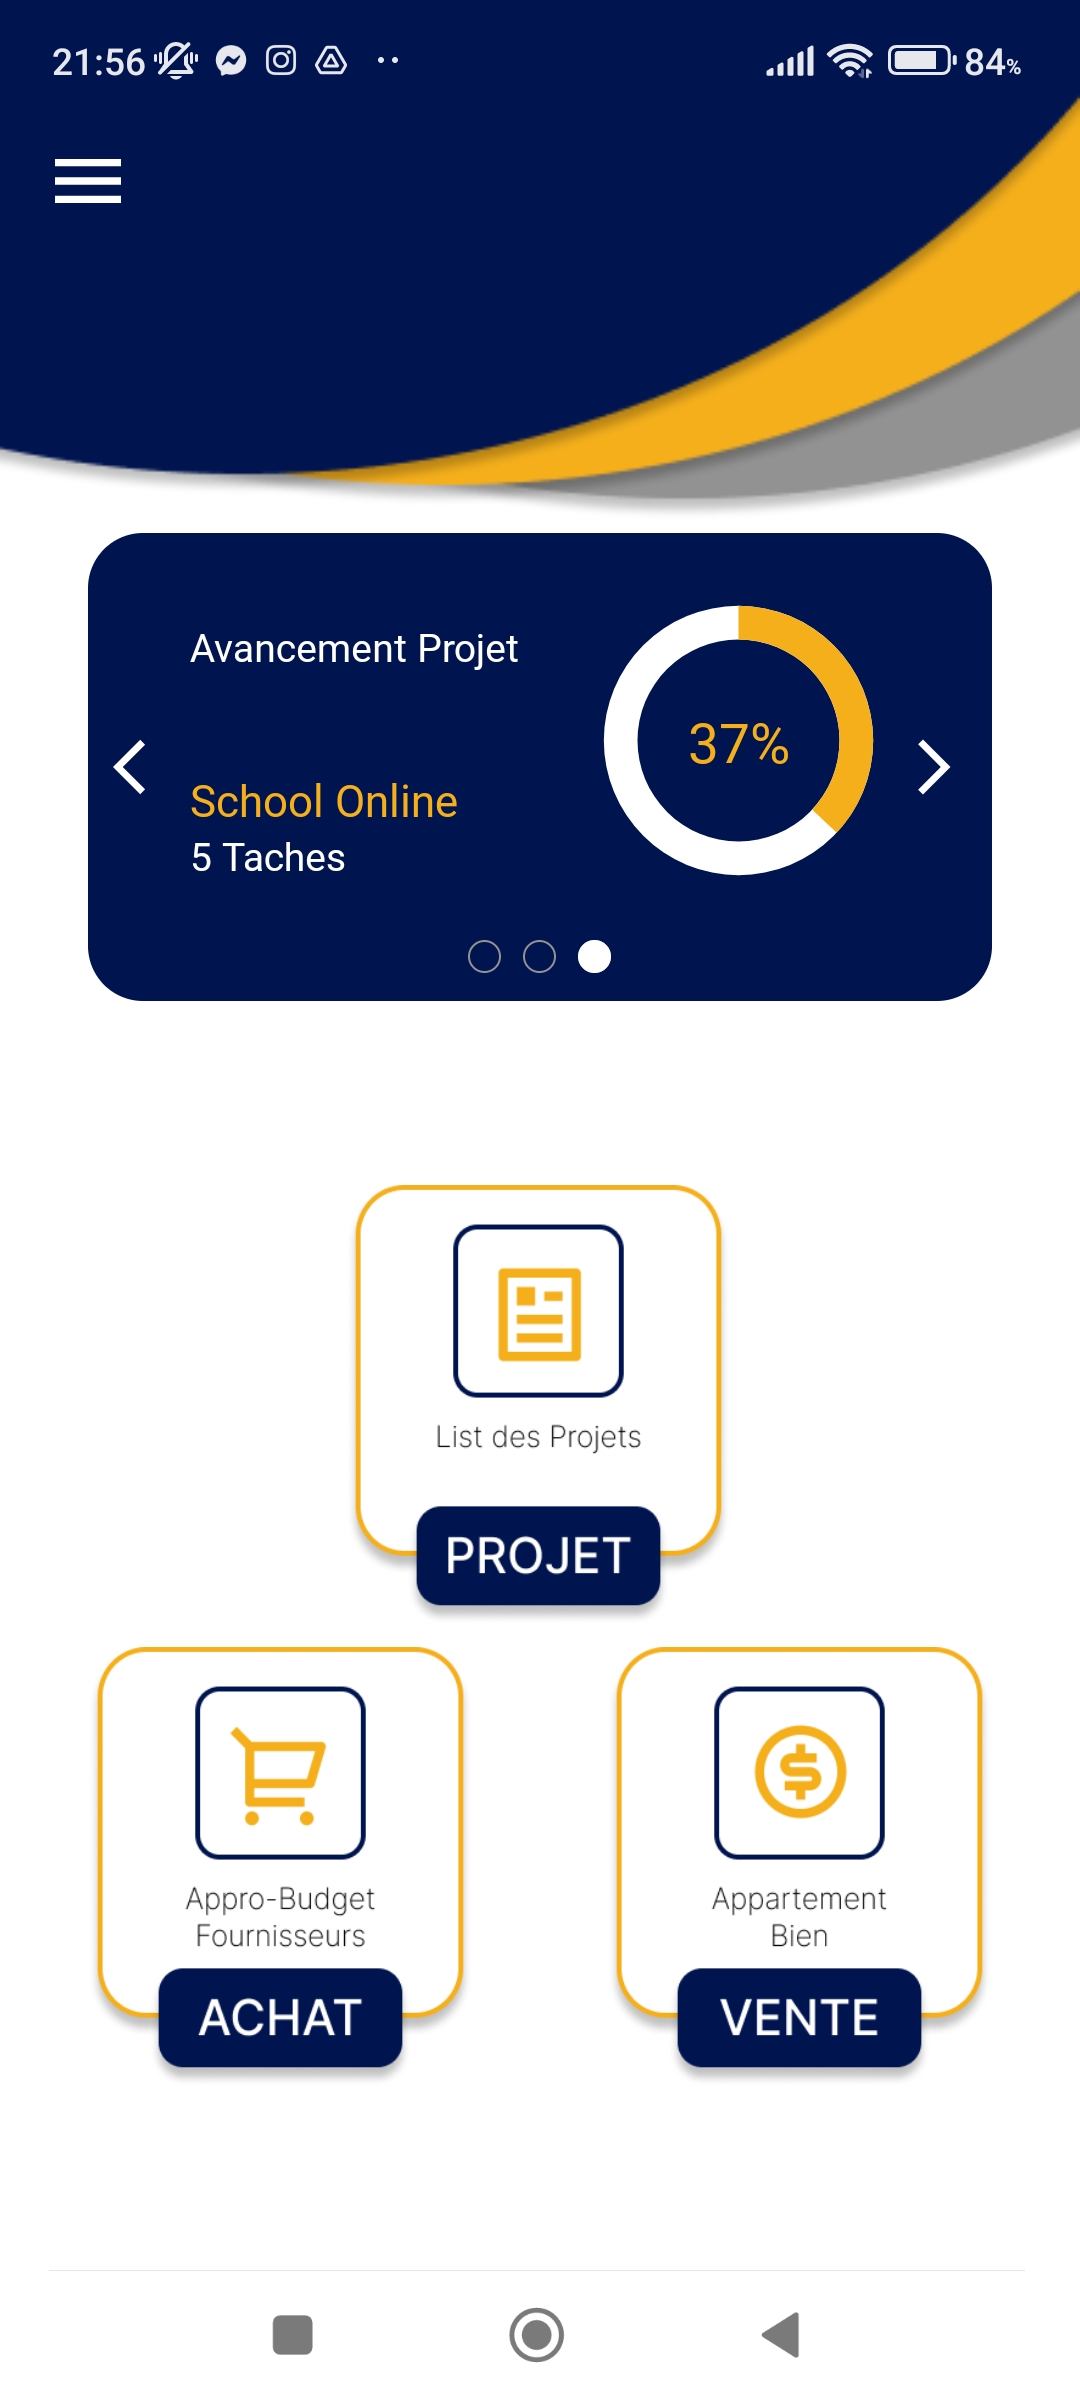 21:56
84%
Avancement Projet
37%
School Online
5 Taches
List des Projets
PROJET
Appro-Budget
Fournisseurs
ACHAT
Appartement
Bien
VENTE